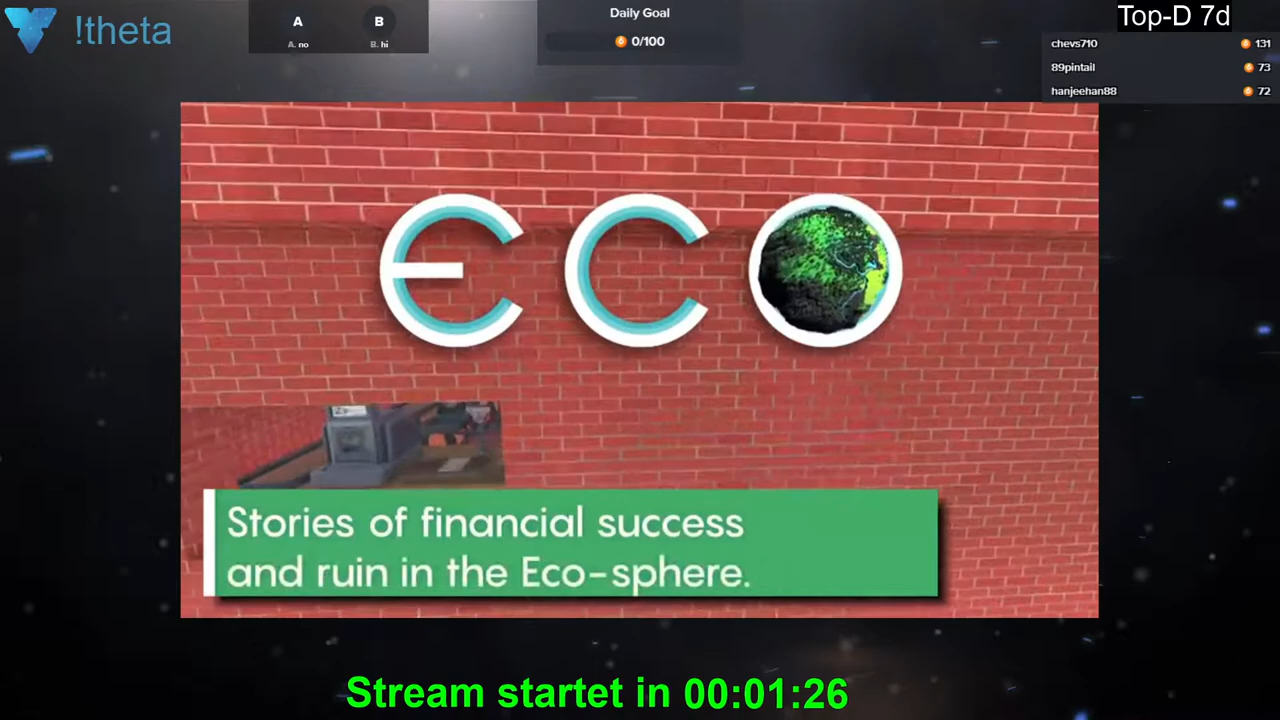 !theta
A
B
A. no
B. hi
Daily Goal
0/100
Top-D 7d
chevs710 131
89pintail 73
hanjeehan88 72
ECO
Stories of financial success
and ruin in the Eco-sphere.
Stream startet in 00:01:26